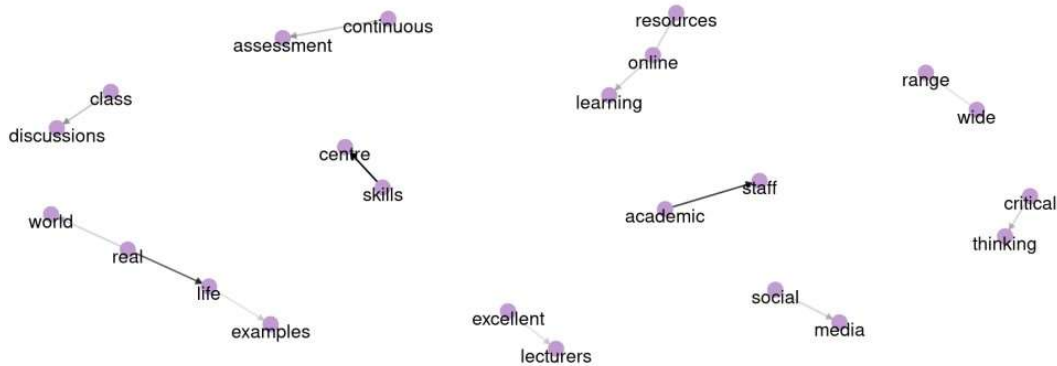 resources
continuous
assessment
online
range
class
learning
wide
discussions
centre
staff
skills
critical
academic
world
thinking
real
life
social
excellent
media
examples
lecturers